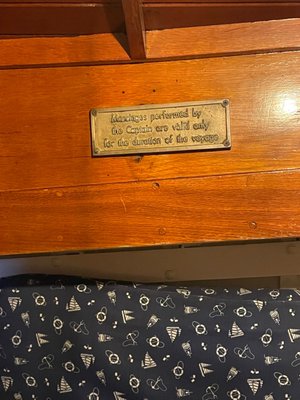 Marriages performed by
the Captain are valid only
for the duration of the voyage